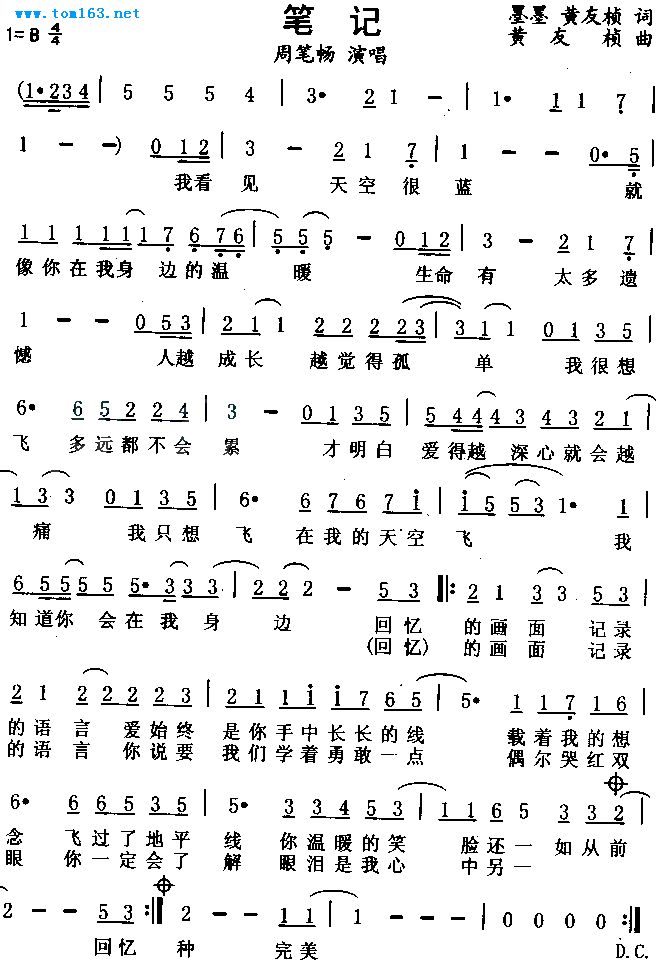 www.tom163.net
笔记
墨墨 黄友桢 词
黄友桢 曲
1=B 4/4
周笔畅 演唱
(1·234 | 5 5 5 4 | 3· 2 1 - | 1· 1 1 7 |
1 - -) 0 12 | 3 - 2 1 7 | 1 - - 0·5 |
我看见 天空很蓝 就
1 1 1 1 1 1 7 6 7 6 | 5 5 5 - 0 12 | 3 - 2 1 7 |
像你在我身边的温暖 生命有太多遗
1 - - 0 53 | 2 1 1 2 2 2 23 | 3 1 1 0 1 3 5 |
憾 人越成长 越觉得孤单 我很想
6· 6 5 2 2 4 | 3 - 0 1 3 5 | 5 44 4 3 4 3 2 1 |
飞 多远都不会累 才明白 爱得越深心就会越
1 3 3 0 1 3 5 | 6· 6 7 6 7 1 | 1 5 5 3 1· 1 |
痛 我只想飞 在我的天空飞 我
6 55 5 5 5· 3 3 | 2 2 2 - 5 3 ‖: 2 1 3 3 5 3 |
知道你会在我身边 回忆的画面 记录
(回忆)的画面 记录
2 1 2 2 2 2 3 | 2 1 1 1 1 7 6 5 | 5· 1 1 7 1 6 |
的语言 爱始终是你手中长长的线 载着我的想
的语言 你说要我们学着勇敢一点 偶尔哭红双
6· 6 6 5 3 5 | 5· 3 3 4 5 3 | 1 1 6 5 3 3 2 |
念 飞过了地平线 你温暖的笑脸还一如从前
眼 你一定会了解 眼泪是我心中另一
2 - 5 3 :‖ 2 - 1 1 | 1 - - - | 0 0 0 0 ‖
回忆 种 完美 D.C.